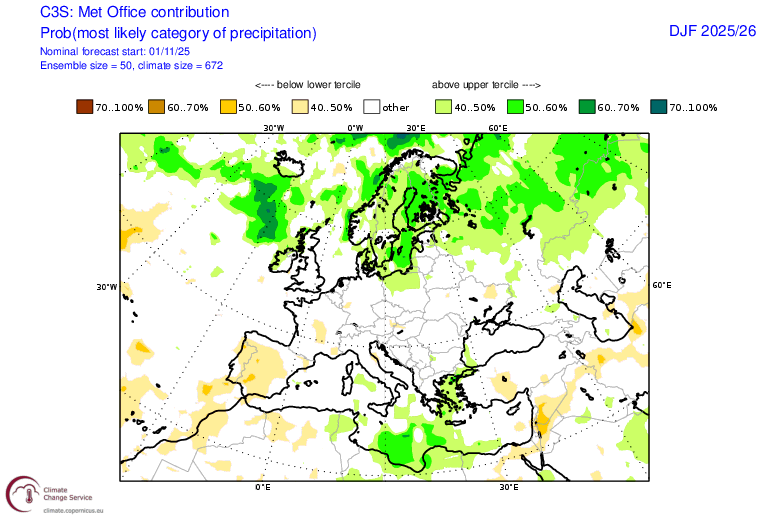 C3S: Met Office contribution
Prob(most likely category of precipitation)
DJF 2025/26
Nominal forecast start: 01/11/25
Ensemble size = 50, climate size = 672
<---- below lower tercile
above upper tercile ---->
70..100% 60..70% 50..60% 40..50% other 40..50% 50..60% 60..70% 70..100%
30°W 0°W 30°E 60°E
30°W
60°E
0°E 30°E
Climate
Change Service
climate.copernicus.eu